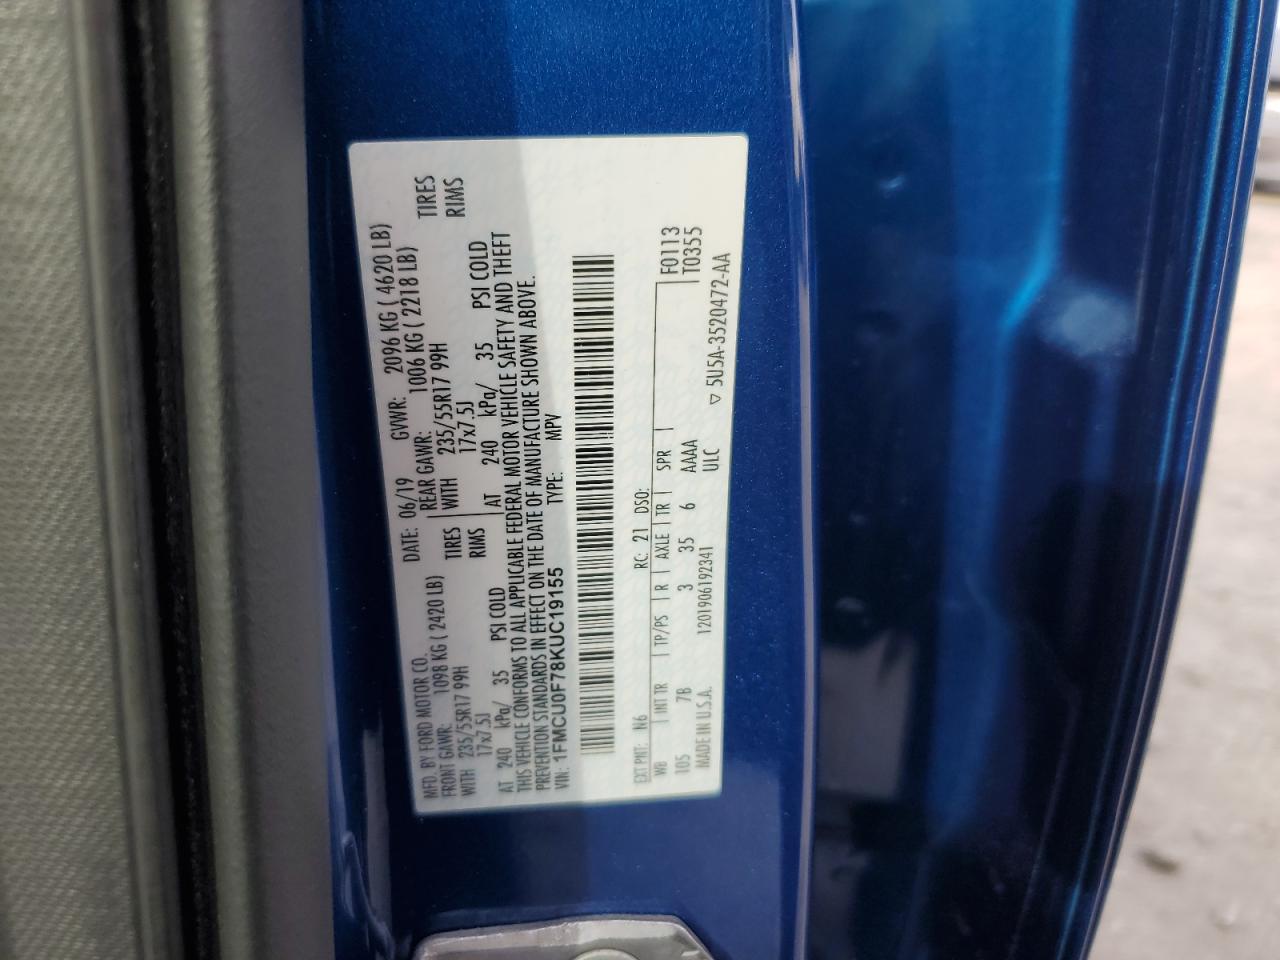 MFD. BY FORD MOTOR CO.
DATE: 06/19 GVWR: 2096 KG ( 4620 LB)
FRONT GAWR: 1098 KG ( 2420 LB) REAR GAWR: 1006 KG ( 2218 LB)
WITH 235/55R17 99H TIRES WITH 235/55R17 99H TIRES
17x7.5J RIMS 17x7.5J RIMS
AT 240 kPa/ 35 PSI COLD AT 240 kPa/ 35 PSI COLD
THIS VEHICLE CONFORMS TO ALL APPLICABLE FEDERAL MOTOR VEHICLE SAFETY AND THEFT
PREVENTION STANDARDS IN EFFECT ON THE DATE OF MANUFACTURE SHOWN ABOVE.
VIN: 1FMCU0F78KUC19155 TYPE: MPV
EXT PNT: N6 RC: 21 DSO:
WB | INT TR | TP/PS | R | AXLE | TR | SPR | F0113
105 7B 3 35 6 AAAA T0355
MADE IN U.S.A. 1201906192341 ULC ▽ 5U5A-3520472-AA